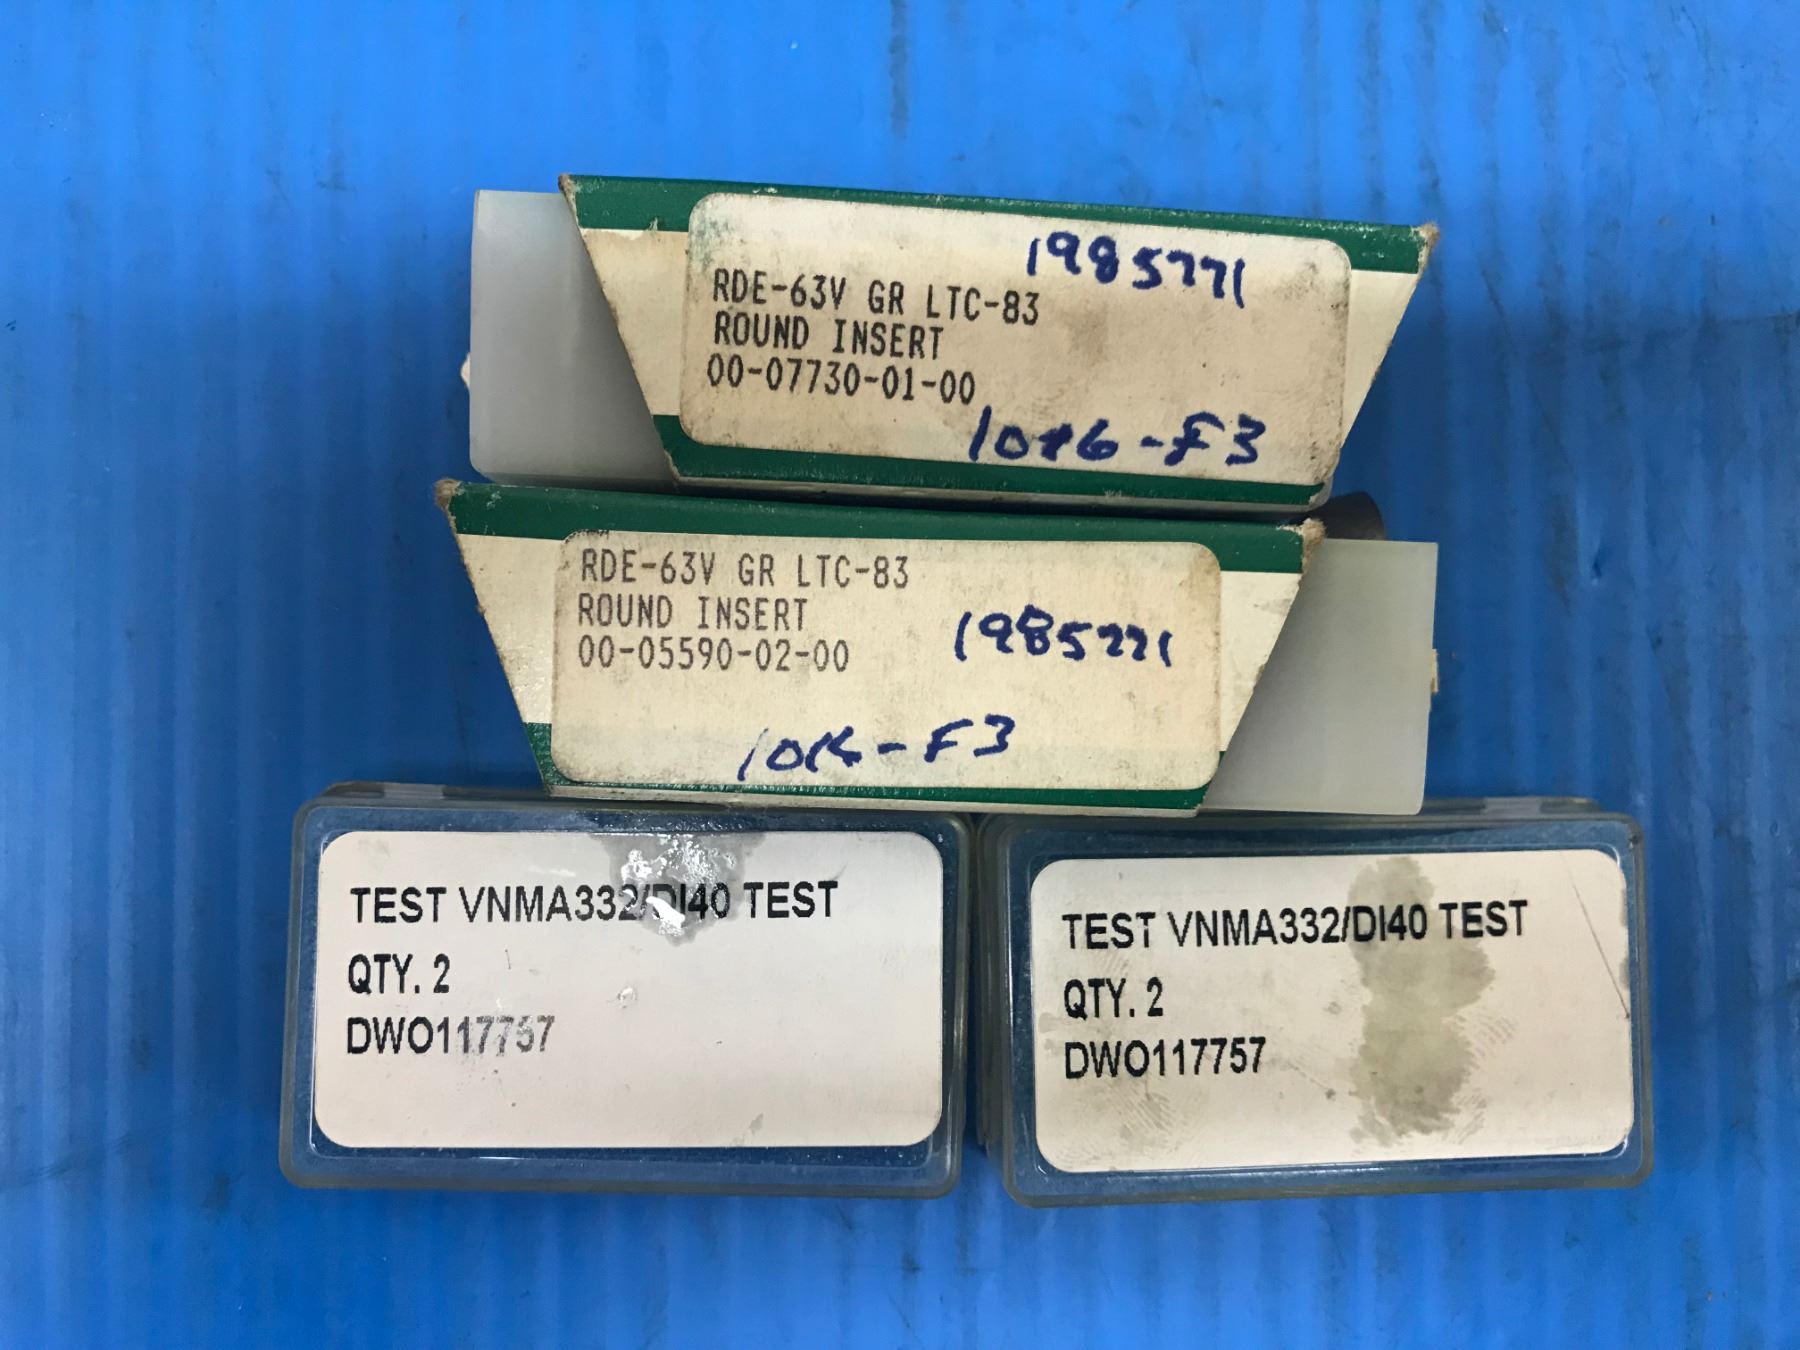 1985771
RDE-63V GR LTC-83
ROUND INSERT
00-07730-01-00
1016-F3
RDE-63V GR LTC-83
ROUND INSERT
00-05590-02-00
1985771
1016-F3
TEST VNMA332/DI40 TEST
QTY. 2
DWO117757
TEST VNMA332/DI40 TEST
QTY. 2
DWO117757